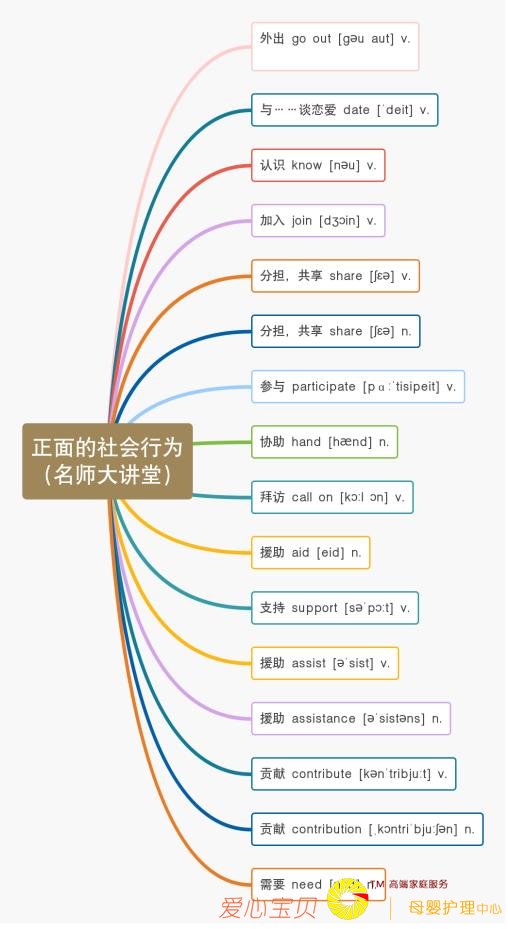 外出 go out [gəu aut] v.
与……谈恋爱 date [ˈdeit] v.
认识 know [nəu] v.
加入 join [dʒɔin] v.
分担，共享 share [ʃɛə] v.
分担，共享 share [ʃɛə] n.
参与 participate [pɑːˈtisipeit] v.
正面的社会行为
（名师大讲堂）
协助 hand [hænd] n.
拜访 call on [kɔːl ɔn] v.
援助 aid [eid] n.
支持 support [səˈpɔːt] v.
援助 assist [əˈsist] v.
援助 assistance [əˈsistəns] n.
贡献 contribute [kənˈtribjuːt] v.
贡献 contribution [ˌkɔntriˈbjuːʃən] n.
需要 need n.
TM 高端家庭服务
爱心宝贝 母婴护理中心